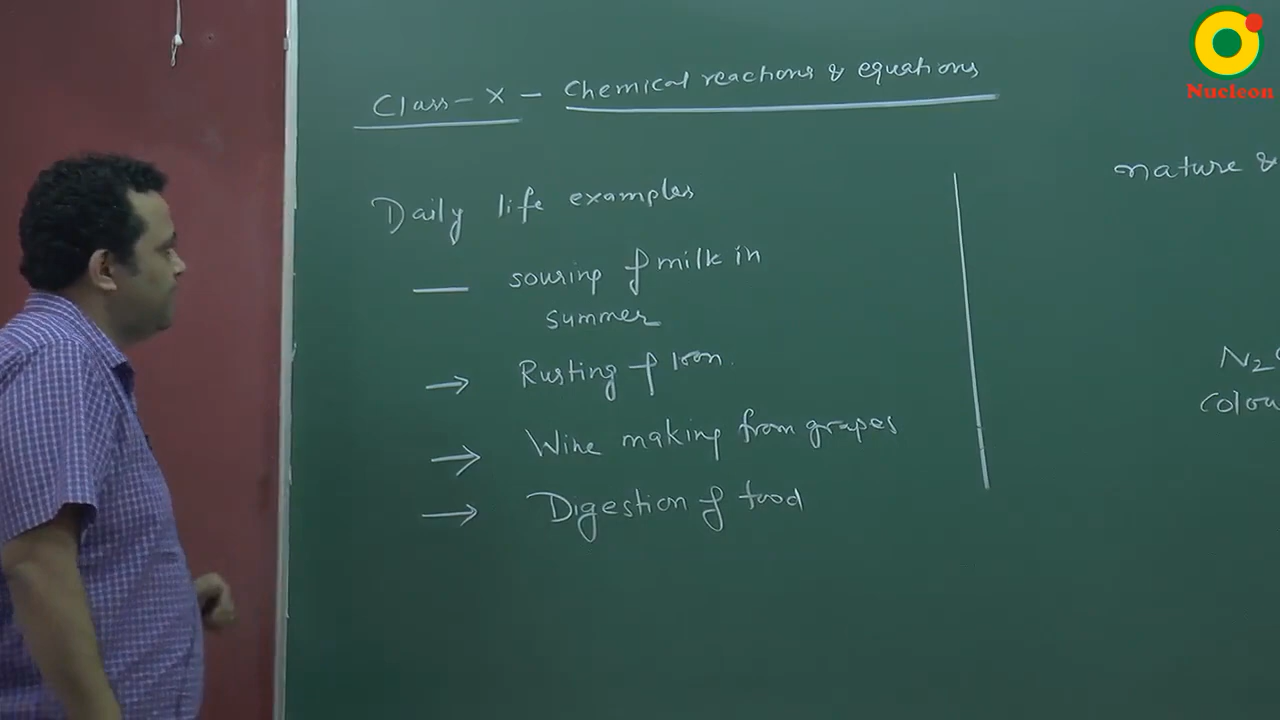 Class - X - Chemical reactions & equations
Daily life examples
— souring of milk in
summer
→ Rusting of Iron.
→ Wine making from grapes
→ Digestion of food
nature &
N₂
Colou
Nucleon